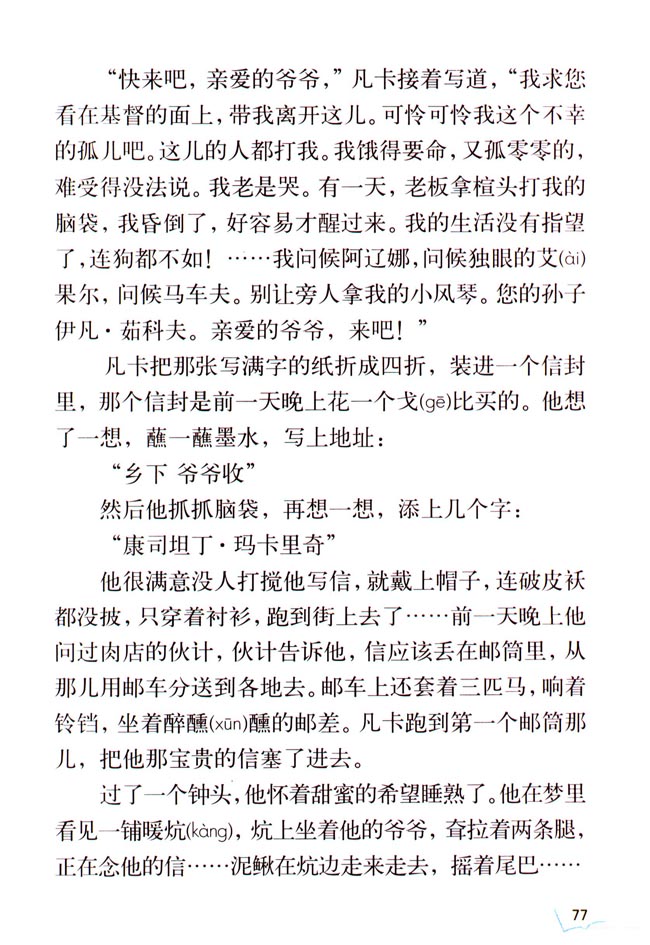 “快来吧，亲爱的爷爷，”凡卡接着写道，“我求您
看在基督的面上，带我离开这儿。可怜可怜我这个不幸
的孤儿吧。这儿的人都打我。我饿得要命，又孤零零的，
难受得没法说。我老是哭。有一天，老板拿楦头打我的
脑袋，我昏倒了，好容易才醒过来。我的生活没有指望
了，连狗都不如！……我问候阿辽娜，问候独眼的艾(ài)
果尔，问候马车夫。别让旁人拿我的小风琴。您的孙子
伊凡·茹科夫。亲爱的爷爷，来吧！”
凡卡把那张写满字的纸折成四折，装进一个信封
里，那个信封是前一天晚上花一个戈(gē)比买的。他想
了一想，蘸一蘸墨水，写上地址：
“乡下 爷爷收”
然后他抓抓脑袋，再想一想，添上几个字：
“康司坦丁·玛卡里奇”
他很满意没人打搅他写信，就戴上帽子，连破皮袄
都没披，只穿着衬衫，跑到街上去了……前一天晚上他
问过肉店的伙计，伙计告诉他，信应该丢在邮筒里，从
那儿用邮车分送到各地去。邮车上还套着三匹马，响着
铃铛，坐着醉醺(xūn)醺的邮差。凡卡跑到第一个邮筒那
儿，把他那宝贵的信塞了进去。
过了一个钟头，他怀着甜蜜的希望睡熟了。他在梦里
看见一铺暖炕(kàng)，炕上坐着他的爷爷，耷拉着两条腿，
正在念他的信……泥鳅在炕边走来走去，摇着尾巴……
77